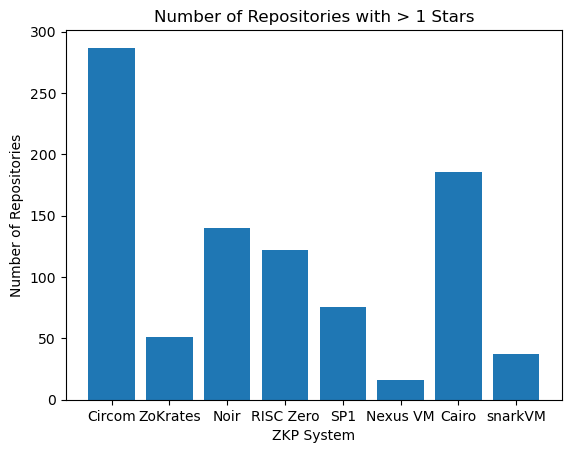 Number of Repositories with > 1 Stars
Number of Repositories
300
250
200
150
100
50
0
Circom ZoKrates Noir RISC Zero SP1 Nexus VM Cairo snarkVM
ZKP System